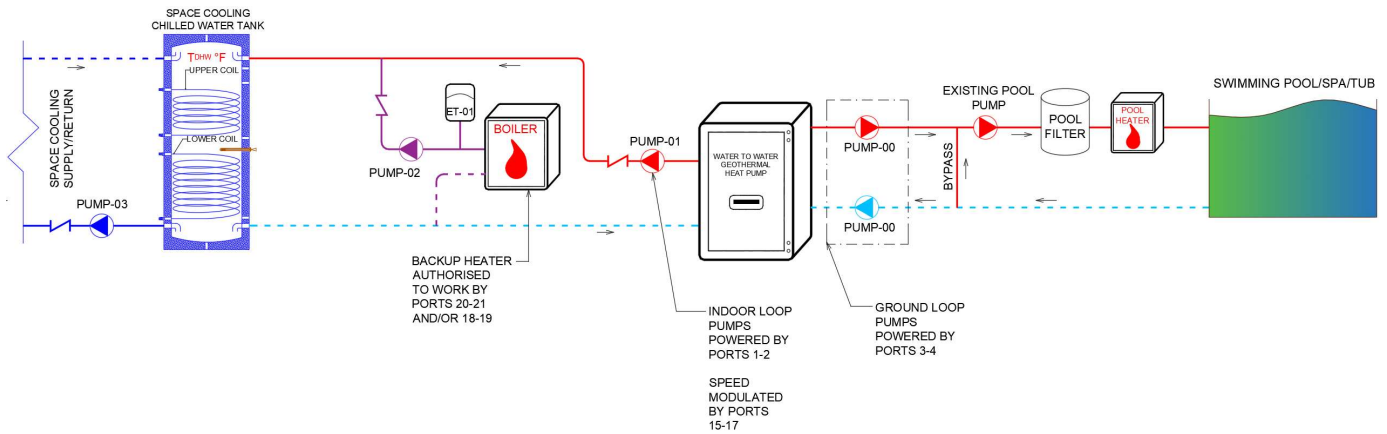 SPACE COOLING
CHILLED WATER TANK
TDHW °F
UPPER COIL
LOWER COIL
SPACE COOLING
SUPPLY/RETURN
PUMP-03
ET-01
BOILER
PUMP-02
BACKUP HEATER
AUTHORISED
TO WORK BY
PORTS 20-21
AND/OR 18-19
PUMP-01
INDOOR LOOP
PUMPS
POWERED BY
PORTS 1-2
SPEED
MODULATED
BY PORTS
15-17
WATER TO WATER
GEOTHERMAL
HEAT PUMP
PUMP-00
PUMP-00
GROUND LOOP
PUMPS
POWERED BY
PORTS 3-4
BYPASS
EXISTING POOL
PUMP
POOL
FILTER
POOL
HEATER
SWIMMING POOL/SPA/TUB